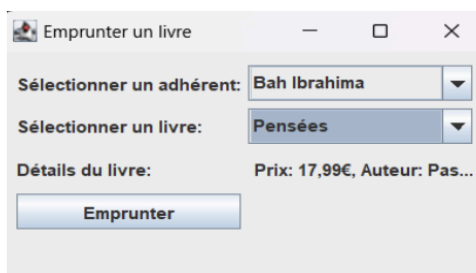 Emprunter un livre
Sélectionner un adhérent: Bah Ibrahima
Sélectionner un livre: Pensées
Détails du livre: Prix: 17,99€, Auteur: Pas...
Emprunter